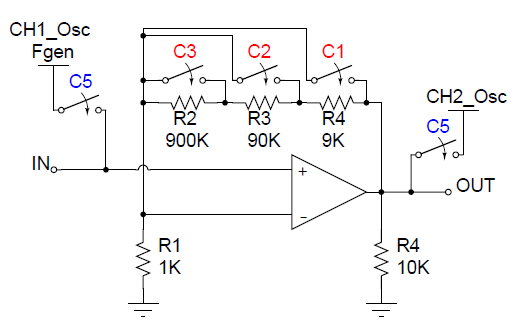 CH1_Osc
Fgen
C5
C3
C2
C1
R2
900K
R3
90K
R4
9K
CH2_Osc
C5
IN
+
-
OUT
R1
1K
R4
10K